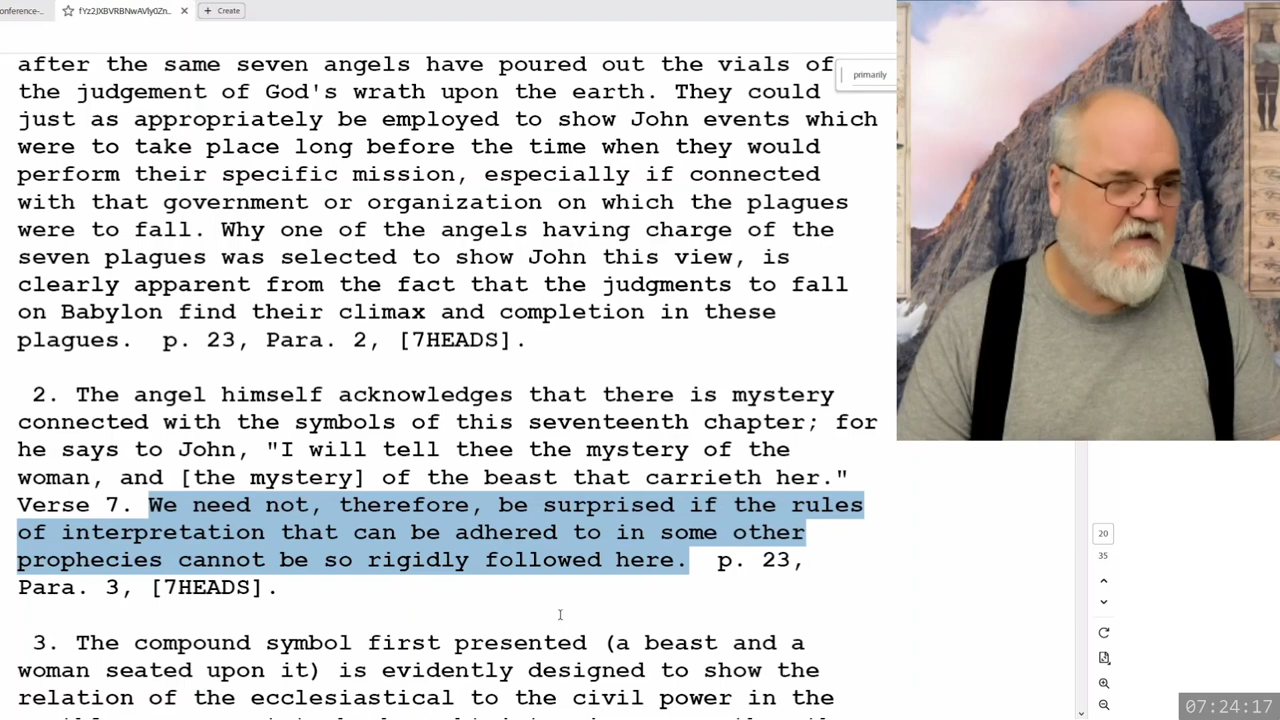 onference-...
fYz2JXBVRBNwAVly0Zn..
+ Create
after the same seven angels have poured out the vials of
primarily
the judgement of God's wrath upon the earth. They could
just as appropriately be employed to show John events which
were to take place long before the time when they would
perform their specific mission, especially if connected
with that government or organization on which the plagues
were to fall. Why one of the angels having charge of the
seven plagues was selected to show John this view, is
clearly apparent from the fact that the judgments to fall
on Babylon find their climax and completion in these
plagues. p. 23, Para. 2, [7HEADS].
2. The angel himself acknowledges that there is mystery
connected with the symbols of this seventeenth chapter; for
he says to John, "I will tell thee the mystery of the
woman, and [the mystery] of the beast that carrieth her."
Verse 7. We need not, therefore, be surprised if the rules
of interpretation that can be adhered to in some other
prophecies cannot be so rigidly followed here. p. 23,
Para. 3, [7HEADS].
3. The compound symbol first presented (a beast and a
woman seated upon it) is evidently designed to show the
relation of the ecclesiastical to the civil power in the
20
35
07:24:17